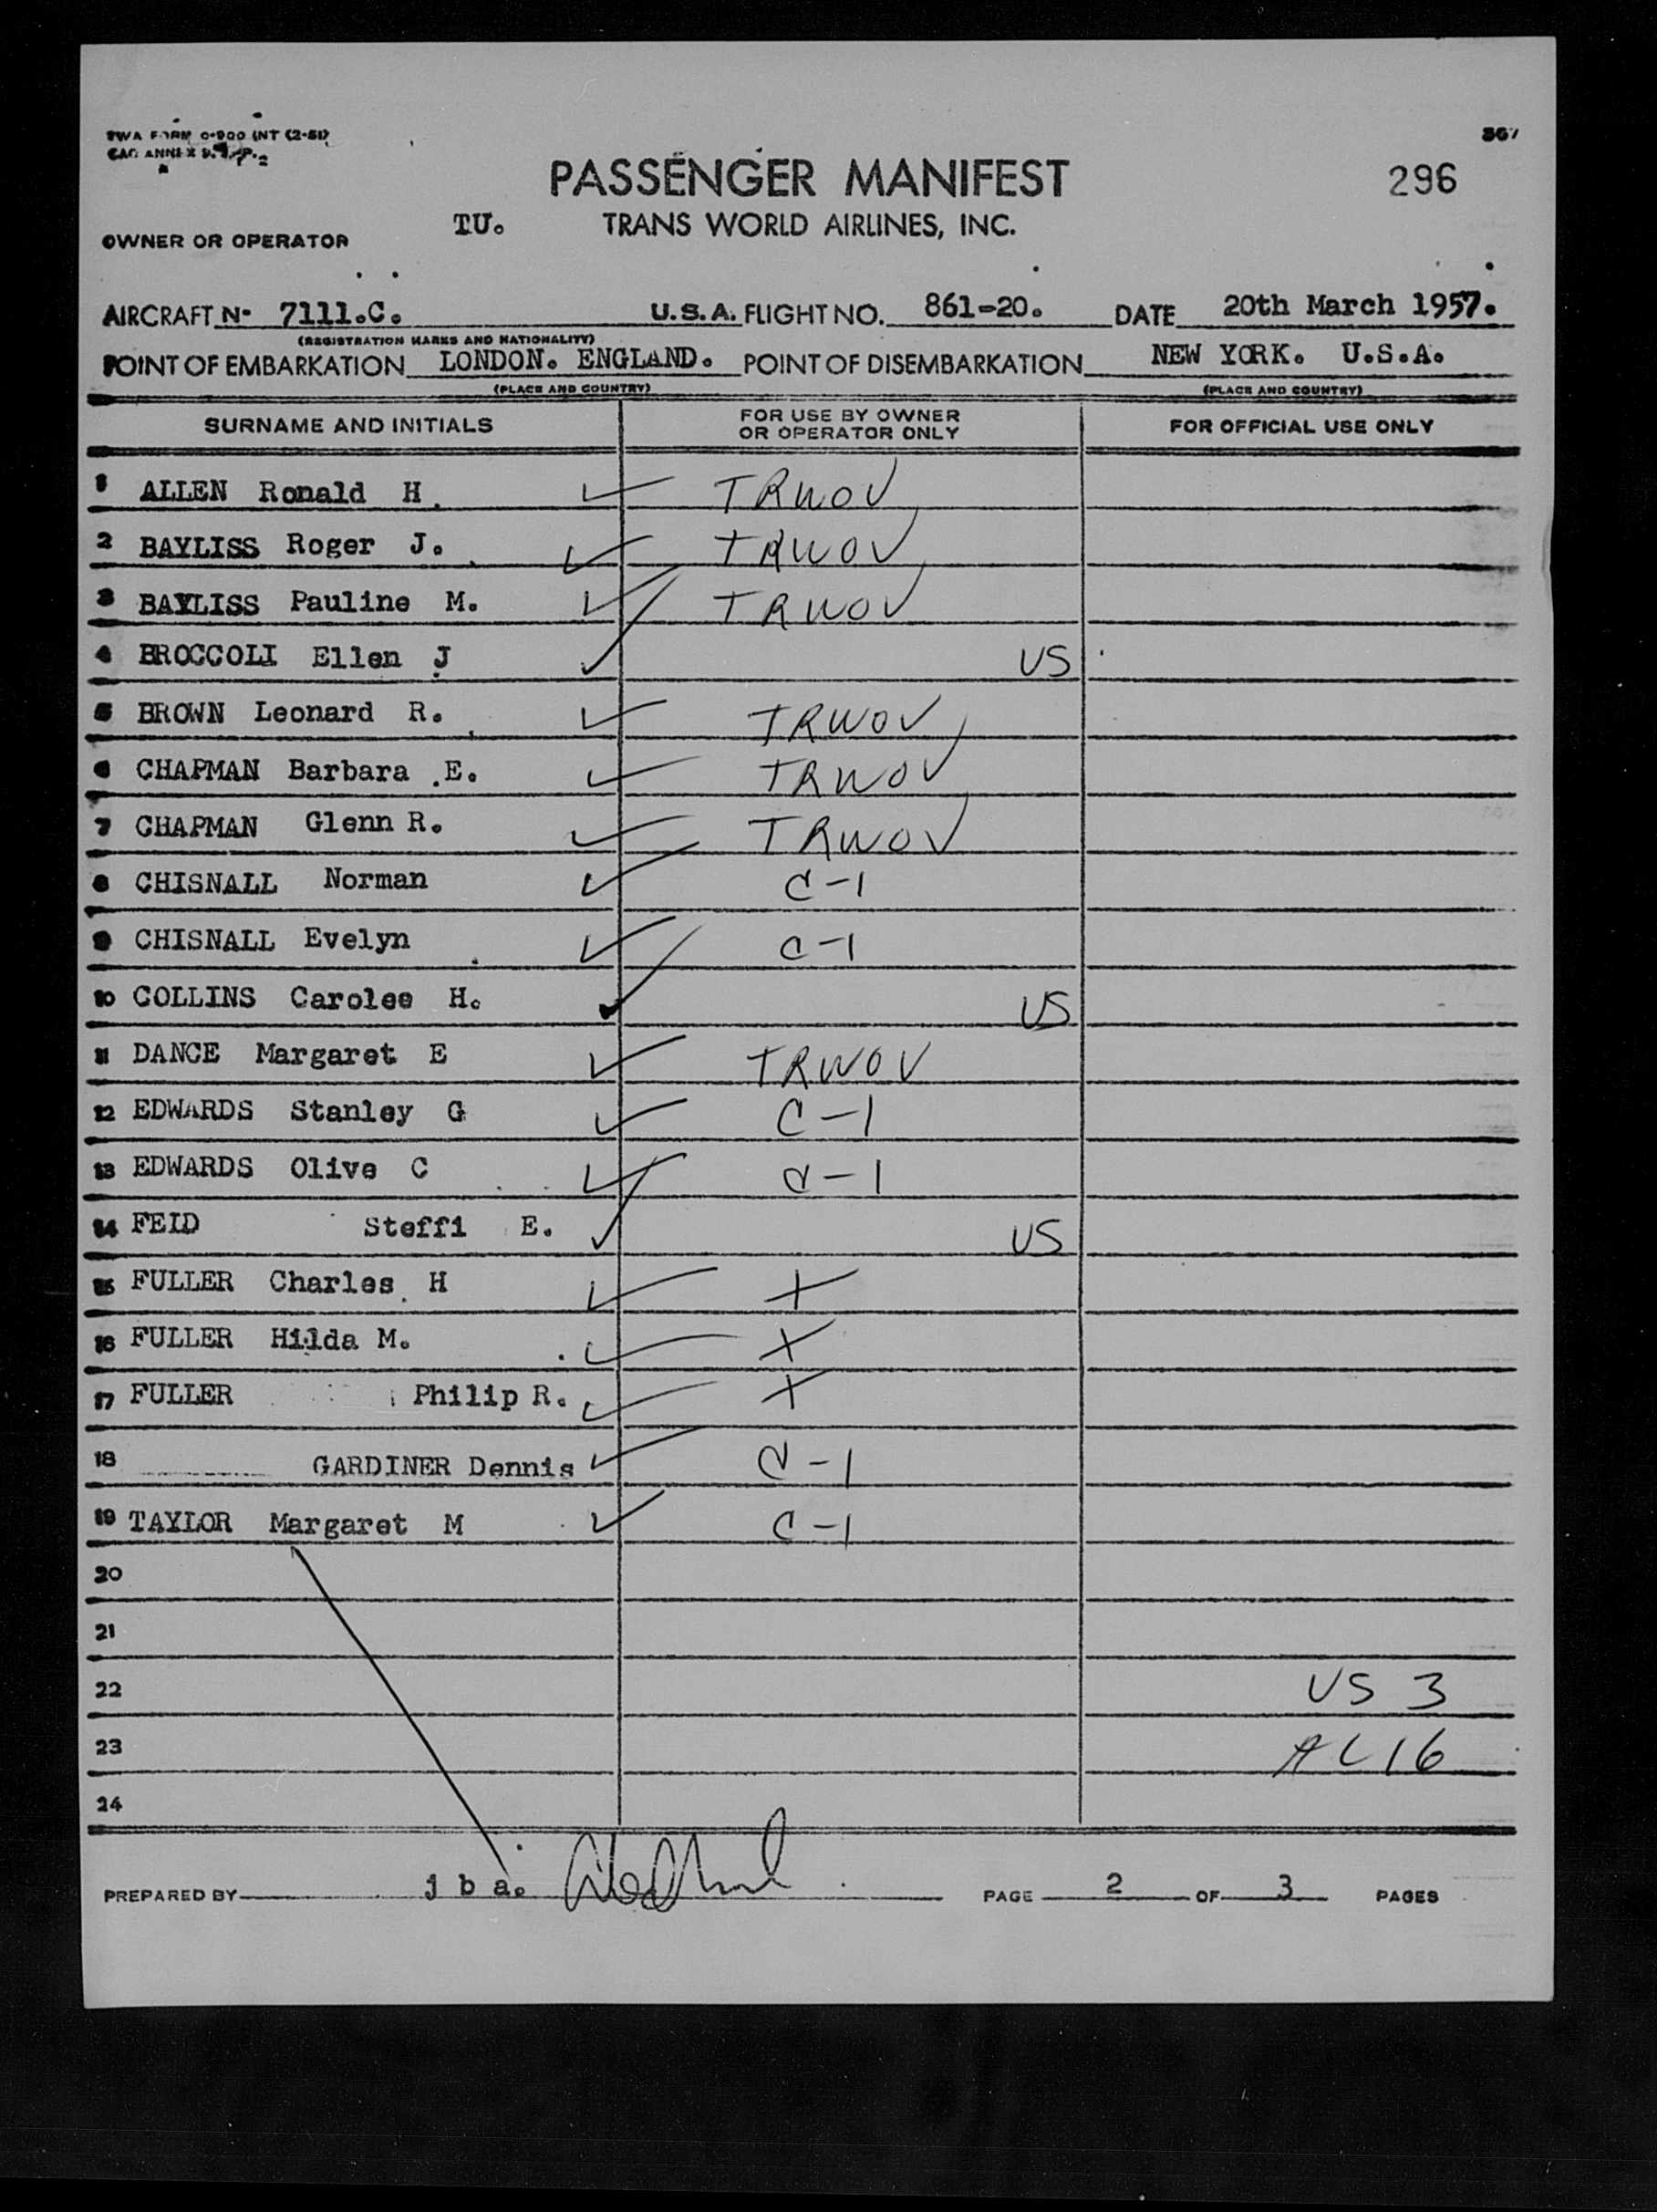 TWA FORM O-900 INT (2-51)
867
PASSENGER MANIFEST
296
TU. TRANS WORLD AIRLINES, INC.
OWNER OR OPERATOR
AIRCRAFT N- 7111.C. U.S.A. FLIGHT NO. 861-20. DATE 20th March 1957.
(REGISTRATION MARKS AND NATIONALITY)
POINT OF EMBARKATION LONDON. ENGLAND. POINT OF DISEMBARKATION NEW YORK. U.S.A.
(PLACE AND COUNTRY) (PLACE AND COUNTRY)
SURNAME AND INITIALS FOR USE BY OWNER OR OPERATOR ONLY FOR OFFICIAL USE ONLY
1 ALLEN Ronald H. TRWOV
2 BAYLISS Roger J. TRWOV
3 BAYLISS Pauline M. TRWOV
4 BROCCOLI Ellen J US
5 BROWN Leonard R. TRWOV
6 CHAPMAN Barbara E. TRWOV
7 CHAPMAN Glenn R. TRWOV
8 CHISNALL Norman C-1
9 CHISNALL Evelyn C-1
10 COLLINS Carolee H. US
11 DANCE Margaret E TRWOV
12 EDWARDS Stanley G C-1
13 EDWARDS Olive C C-1
14 FEID Steffi E. US
15 FULLER Charles H X
16 FULLER Hilda M. X
17 FULLER Philip R. X
18 GARDINER Dennis C-1
19 TAYLOR Margaret M C-1
20
21
22 US 3
23 AL 16
24
PREPARED BY j b a. PAGE 2 OF 3 PAGES